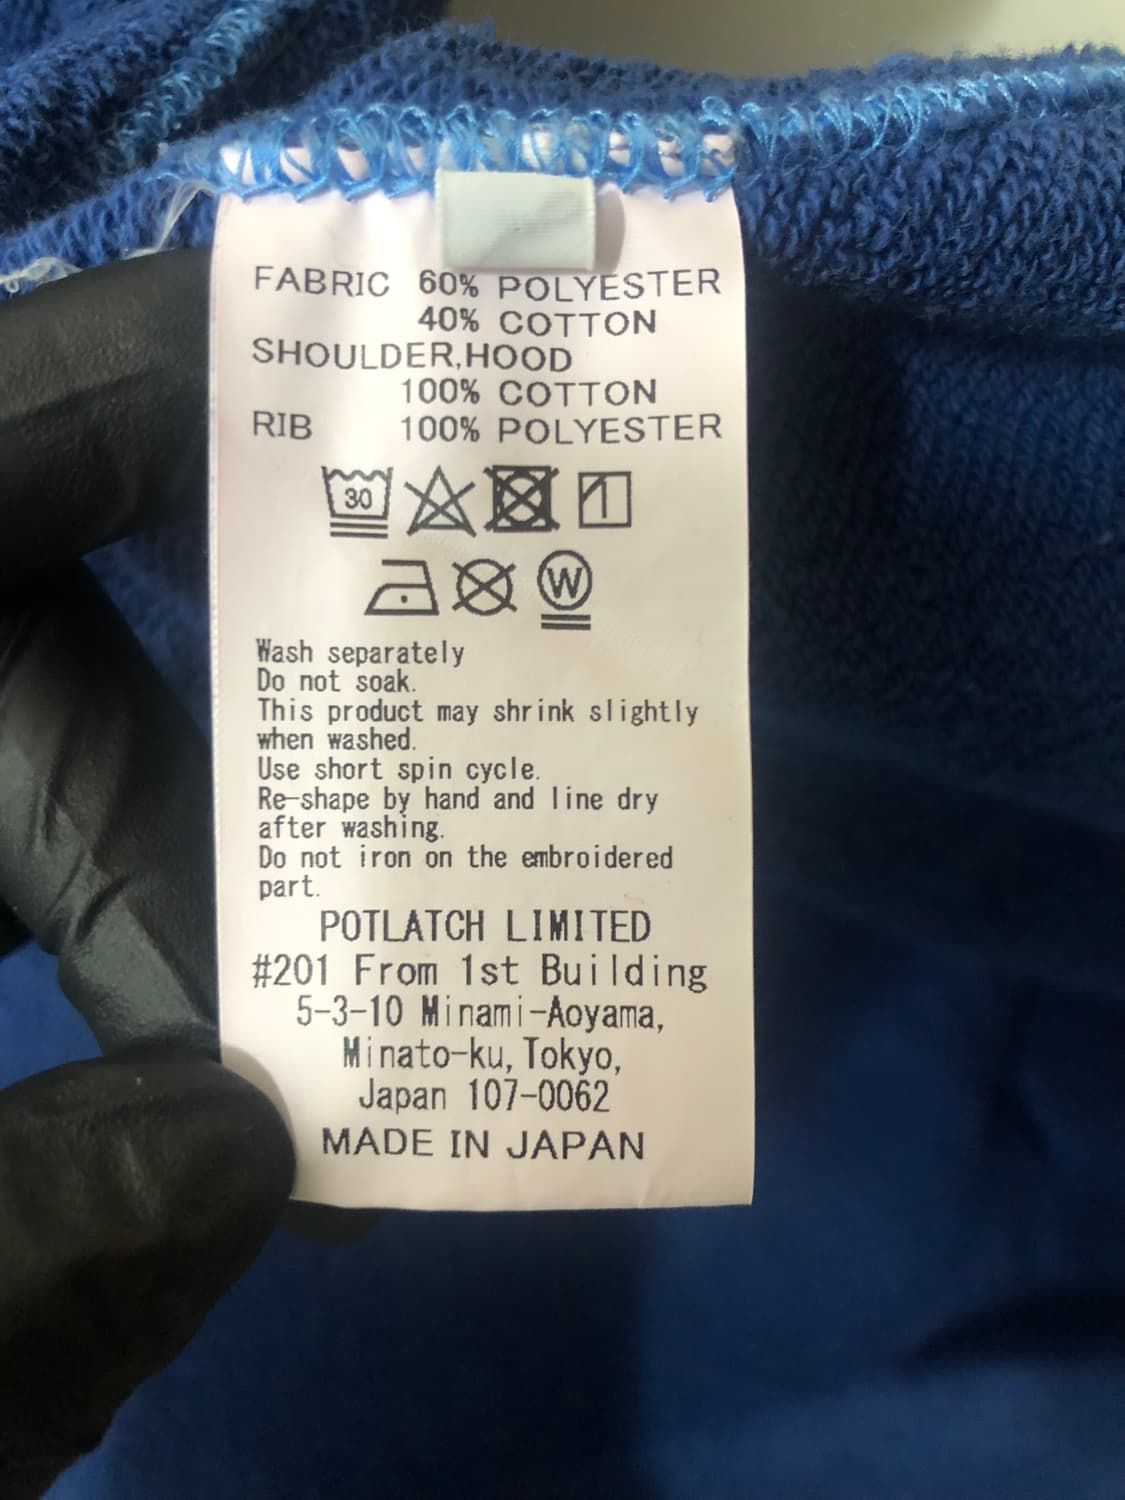 FABRIC 60% POLYESTER
40% COTTON
SHOULDER,HOOD
100% COTTON
RIB 100% POLYESTER
30
W
Wash separately
Do not soak.
This product may shrink slightly
when washed.
Use short spin cycle.
Re-shape by hand and line dry
after washing.
Do not iron on the embroidered
part.
POTLATCH LIMITED
#201 From 1st Building
5-3-10 Minami-Aoyama,
Minato-ku, Tokyo,
Japan 107-0062
MADE IN JAPAN